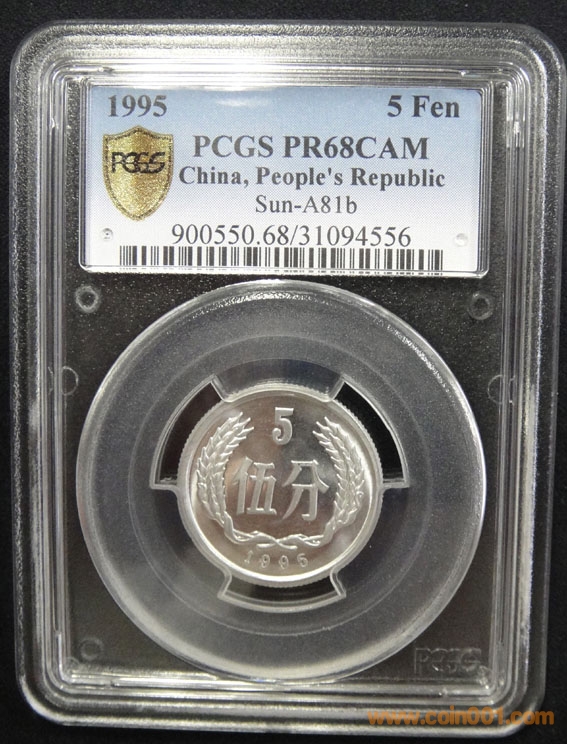 1995 5 Fen
PCGS
PCGS PR68CAM
China, People's Republic
Sun-A81b
900550.68/31094556
5
伍分
1995
PCGS
www.coin001.com